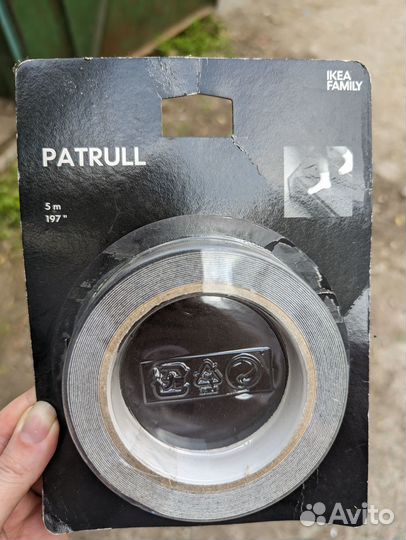 IKEA
FAMILY
PATRULL
5 m
197"
Avito